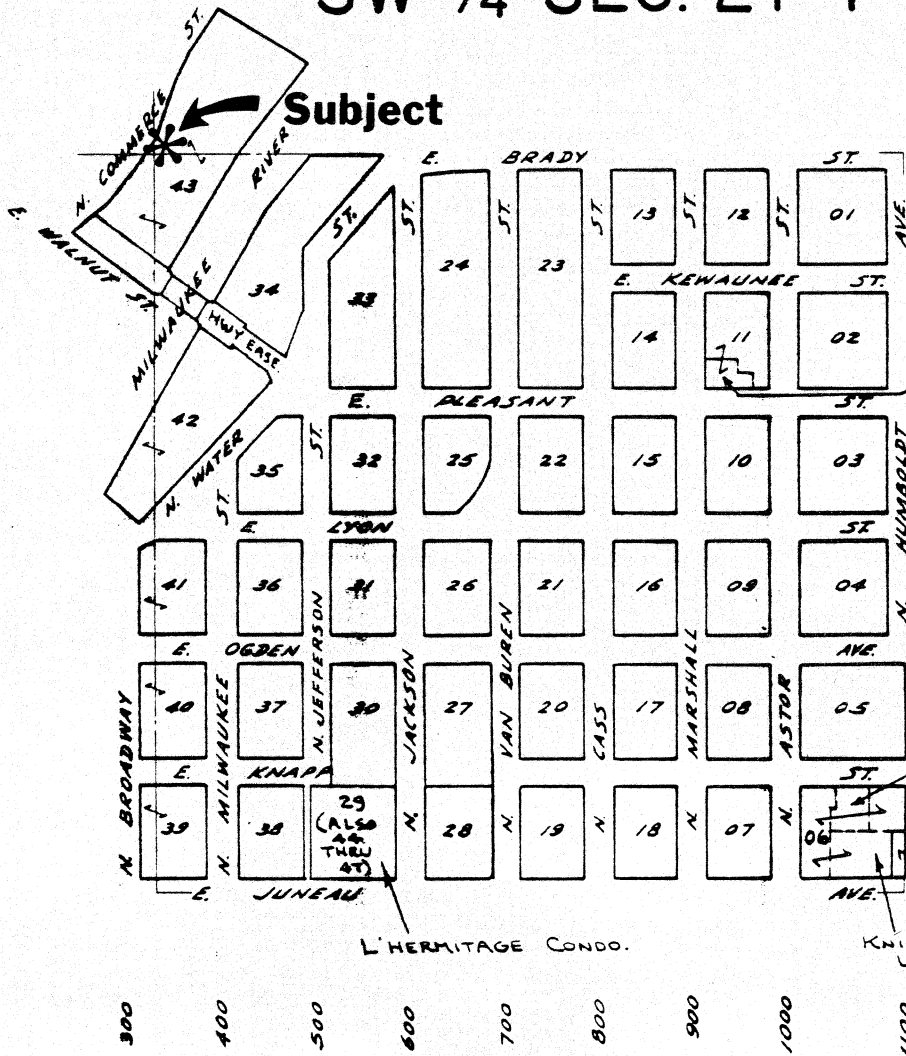 SW ¼ SEC. 21 T
Subject
N. COMMERCE ST.
RIVER
E. BRADY ST.
43
13 12 01
AVE.
WALNUT ST.
MILWAUKEE
34
ST.
33
ST.
24
ST.
23
ST.
ST.
ST.
E. KEWAUNEE ST.
HWY EASE
14 11 02
E. PLEASANT ST.
42
N. WATER
ST.
35
ST.
32 25 22 15 10 03
HUMBOLDT
E. LYON ST.
41 36 31 26 21 16 09 04
N.
E. OGDEN AVE.
N. BROADWAY
40
N. MILWAUKEE
37
N. JEFFERSON
30
N. JACKSON
27
N. VAN BUREN
20
N. CASS
17
N. MARSHALL
08
N. ASTOR
05
E. KNAPP ST.
39 38
29
(ALSO
44
THRU
47)
28 19 18 07 06
E. JUNEAU AVE.
L'HERMITAGE CONDO.
KNI
300 400 500 600 700 800 900 1000 1100